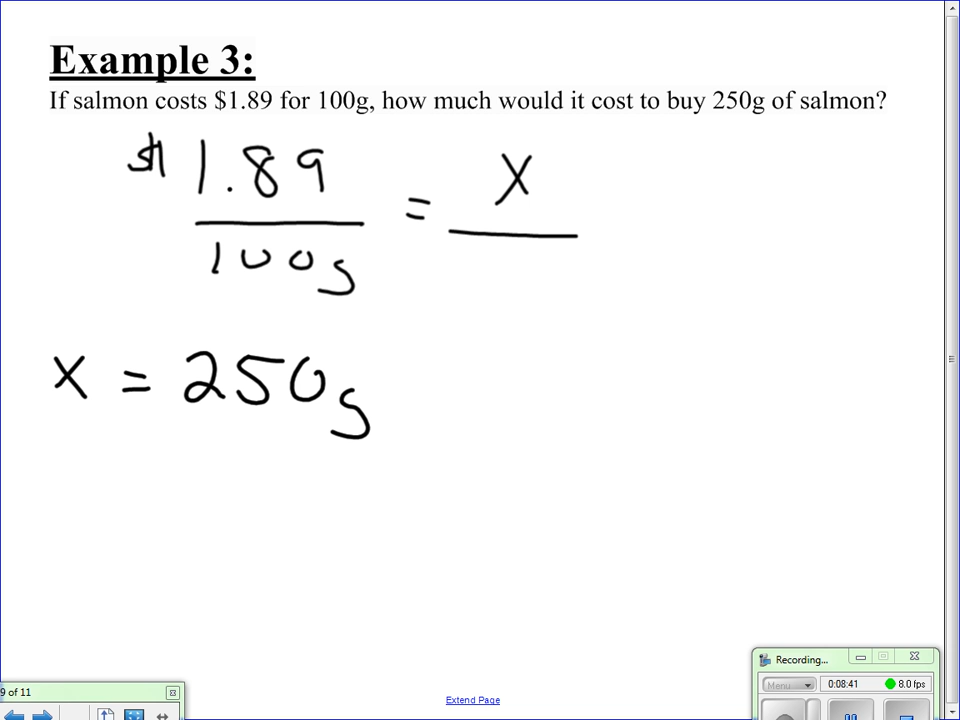 Example 3:
If salmon costs $1.89 for 100g, how much would it cost to buy 250g of salmon?
$1.89 = x
100g
x = 250g
Recording...
Menu
0:08:41
8.0 fps
9 of 11
Extend Page